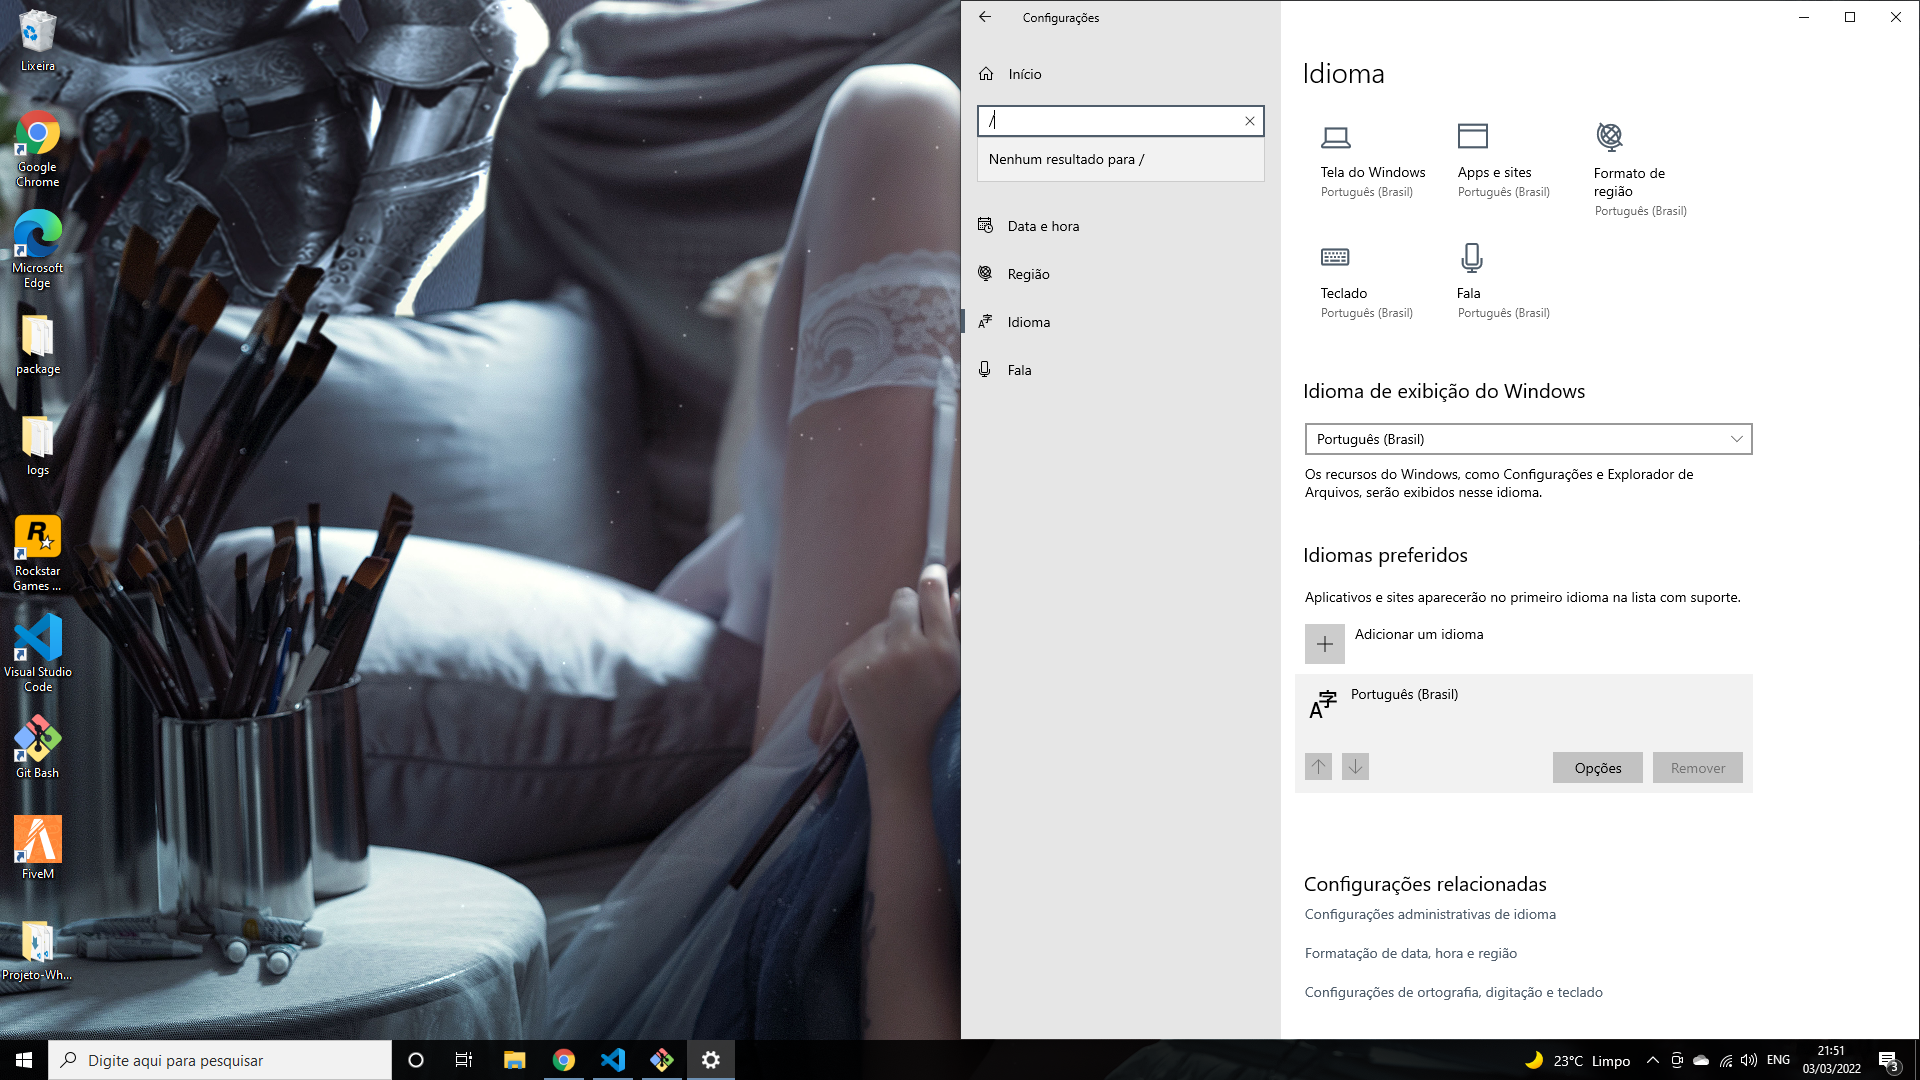 Lixeira
Google
Chrome
Microsoft
Edge
package
logs
Rockstar
Games ...
Visual Studio
Code
Git Bash
FiveM
Projeto-Wh...
Configurações
Início
/
Nenhum resultado para /
Data e hora
Região
Idioma
Fala
Idioma
Tela do Windows
Português (Brasil)
Apps e sites
Português (Brasil)
Formato de
região
Português (Brasil)
Teclado
Português (Brasil)
Fala
Português (Brasil)
Idioma de exibição do Windows
Português (Brasil)
Os recursos do Windows, como Configurações e Explorador de
Arquivos, serão exibidos nesse idioma.
Idiomas preferidos
Aplicativos e sites aparecerão no primeiro idioma na lista com suporte.
Adicionar um idioma
Português (Brasil)
Opções
Remover
Configurações relacionadas
Configurações administrativas de idioma
Formatação de data, hora e região
Configurações de ortografia, digitação e teclado
Digite aqui para pesquisar
23°C Limpo
ENG
21:51
03/03/2022
3